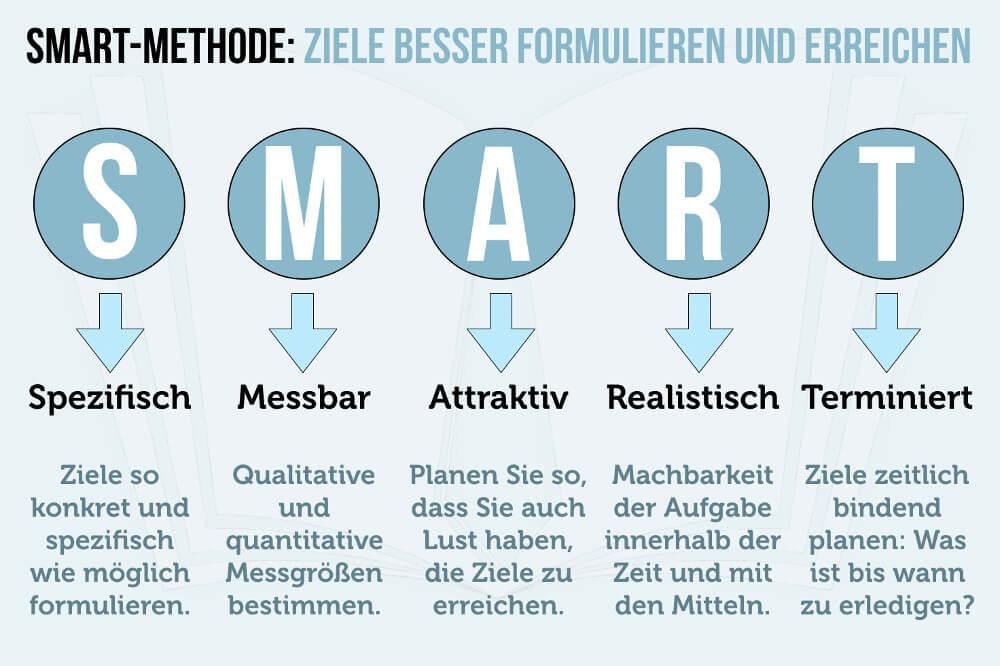 SMART-METHODE: ZIELE BESSER FORMULIEREN UND ERREICHEN
S M A R T
Spezifisch Messbar Attraktiv Realistisch Terminiert
Ziele so
konkret und
spezifisch
wie möglich
formulieren.
Qualitative
und
quantitative
Messgrößen
bestimmen.
Planen Sie so,
dass Sie auch
Lust haben,
die Ziele zu
erreichen.
Machbarkeit
der Aufgabe
innerhalb der
Zeit und mit
den Mitteln.
Ziele zeitlich
bindend
planen: Was
ist bis wann
zu erledigen?